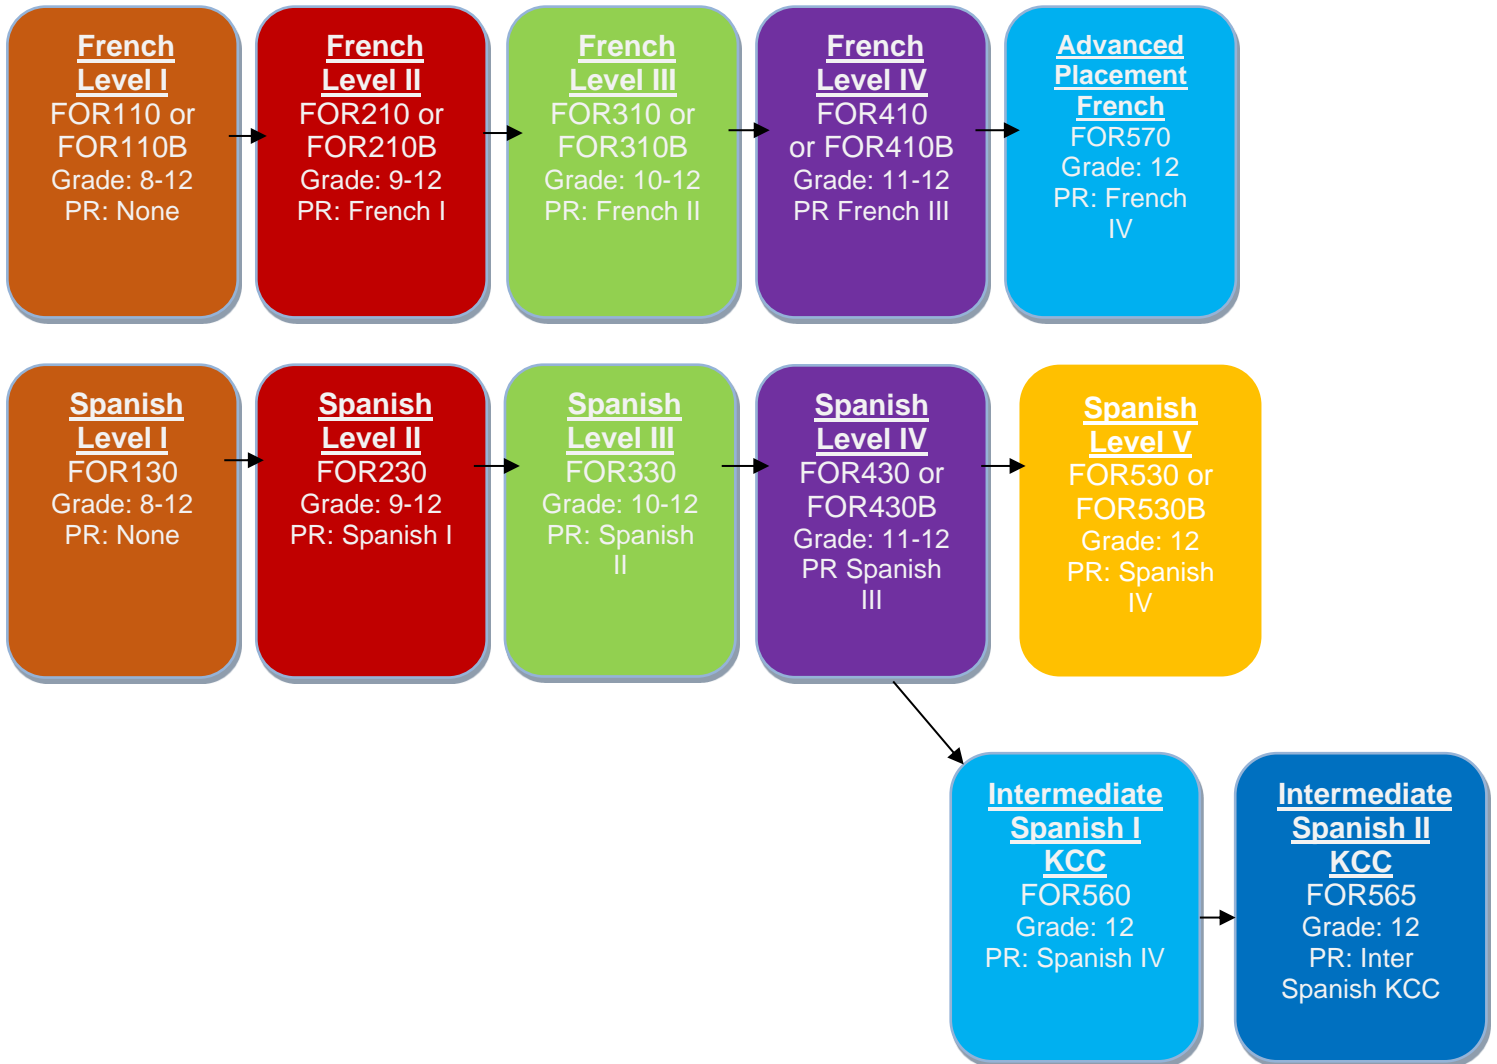 French
Level I
FOR110 or
FOR110B
Grade: 8-12
PR: None
French
Level II
FOR210 or
FOR210B
Grade: 9-12
PR: French I
French
Level III
FOR310 or
FOR310B
Grade: 10-12
PR: French II
French
Level IV
FOR410
or FOR410B
Grade: 11-12
PR French III
Advanced
Placement
French
FOR570
Grade: 12
PR: French
IV
Spanish
Level I
FOR130
Grade: 8-12
PR: None
Spanish
Level II
FOR230
Grade: 9-12
PR: Spanish I
Spanish
Level III
FOR330
Grade: 10-12
PR: Spanish
II
Spanish
Level IV
FOR430 or
FOR430B
Grade: 11-12
PR Spanish
III
Spanish
Level V
FOR530 or
FOR530B
Grade: 12
PR: Spanish
IV
Intermediate
Spanish I
KCC
FOR560
Grade: 12
PR: Spanish IV
Intermediate
Spanish II
KCC
FOR565
Grade: 12
PR: Inter
Spanish KCC